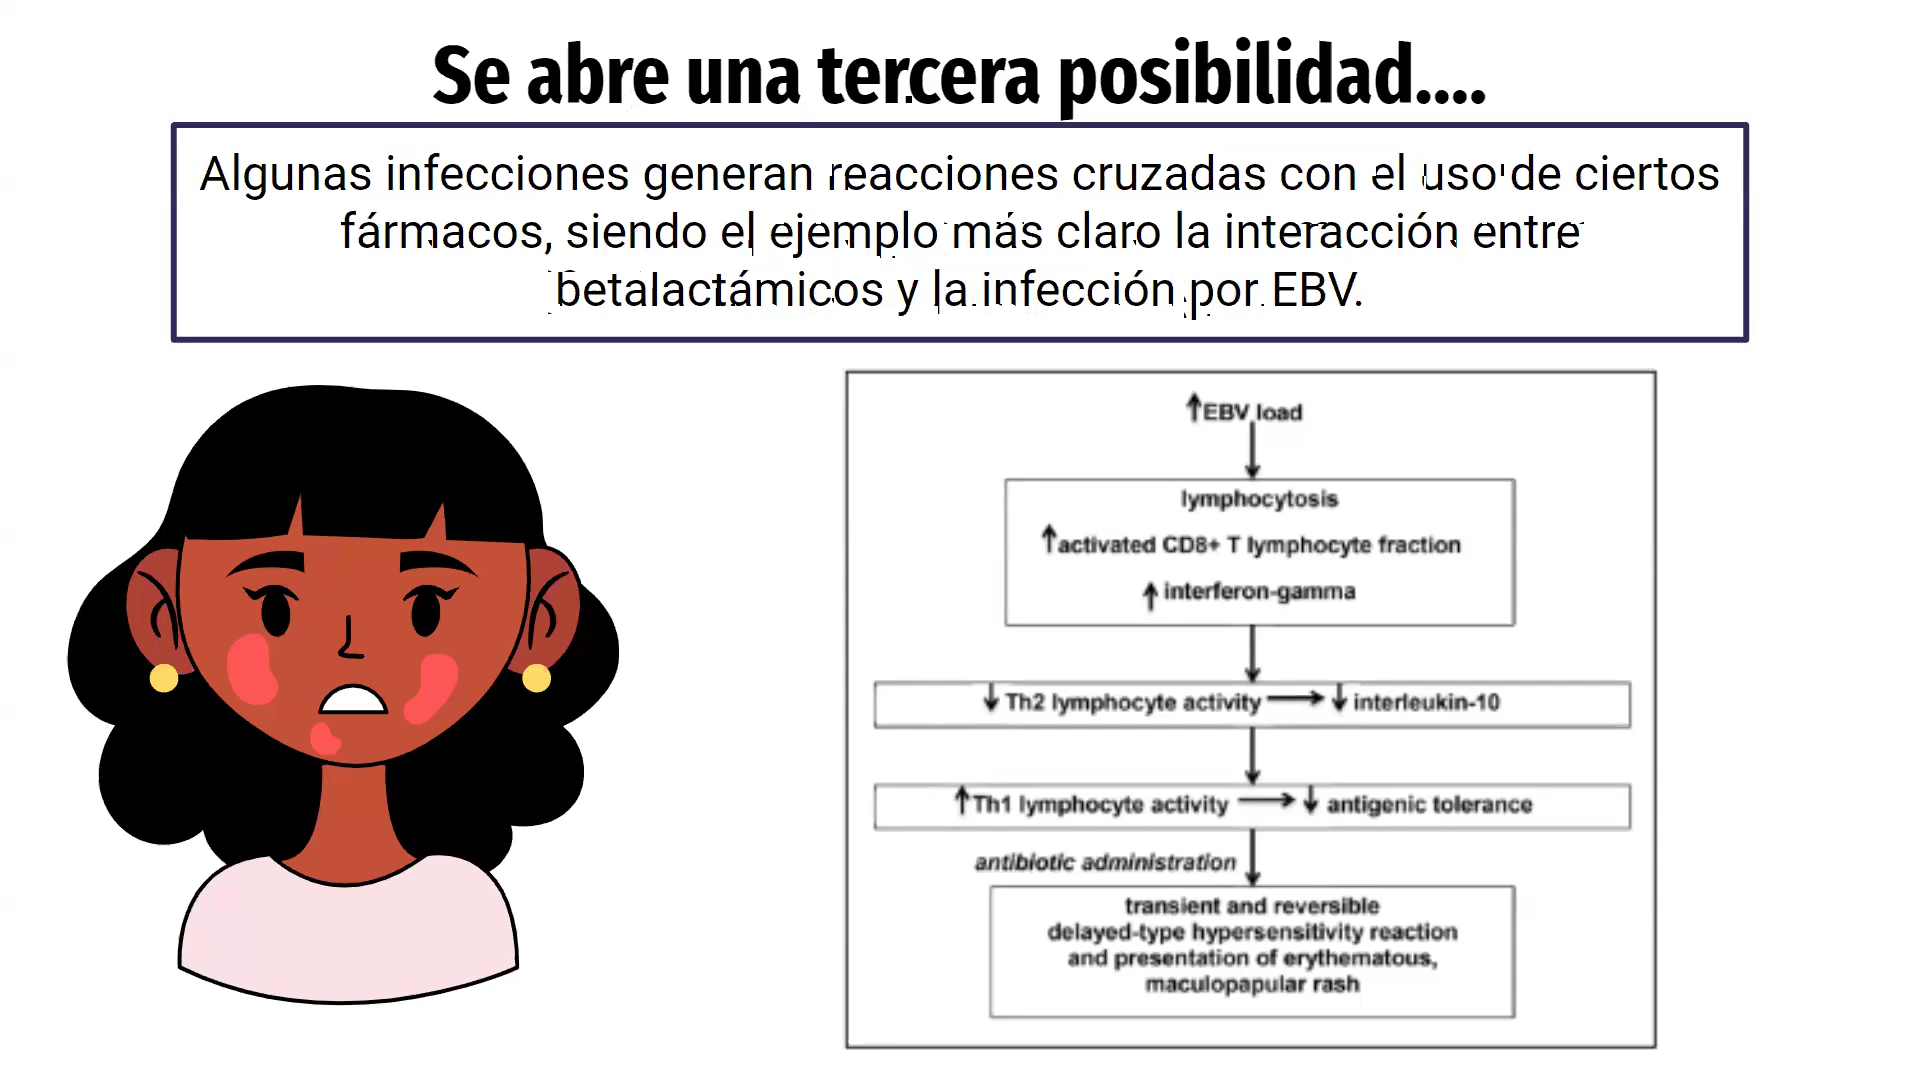 Se abre una tercera posibilidad....
Algunas infecciones generan reacciones cruzadas con el uso de ciertos
fármacos, siendo el ejemplo más claro la interacción entre
betalactámicos y la infección por EBV.
↑EBV load
lymphocytosis
↑activated CD8+ T lymphocyte fraction
↑ interferon-gamma
↓ Th2 lymphocyte activity → ↓ interleukin-10
↑Th1 lymphocyte activity → ↓ antigenic tolerance
antibiotic administration
transient and reversible
delayed-type hypersensitivity reaction
and presentation of erythematous,
maculopapular rash